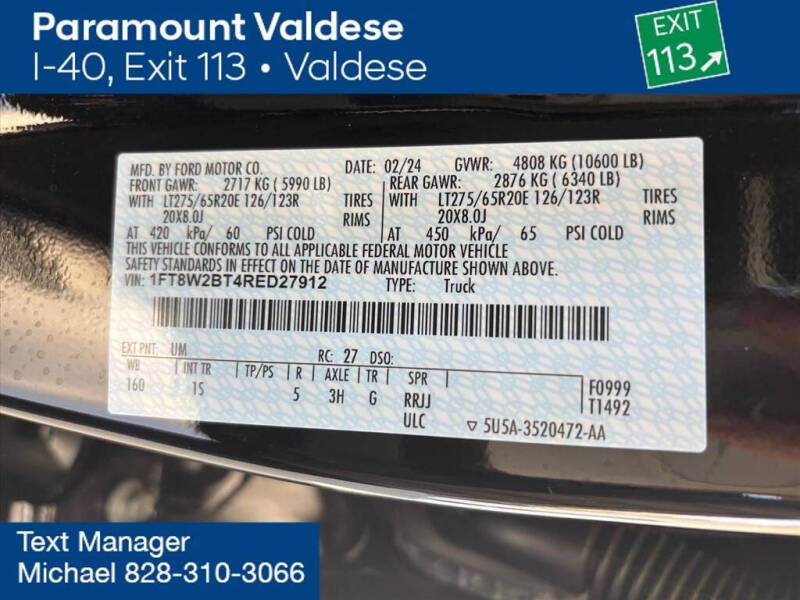 Paramount Valdese
I-40, Exit 113 • Valdese
EXIT
113
MFD. BY FORD MOTOR CO. DATE: 02/24 GVWR: 4808 KG (10600 LB)
FRONT GAWR: 2717 KG (5990 LB) REAR GAWR: 2876 KG (6340 LB)
WITH LT275/65R20E 126/123R TIRES WITH LT275/65R20E 126/123R TIRES
20X8.0J RIMS 20X8.0J RIMS
AT 420 kPa/ 60 PSI COLD AT 450 kPa/ 65 PSI COLD
THIS VEHICLE CONFORMS TO ALL APPLICABLE FEDERAL MOTOR VEHICLE
SAFETY STANDARDS IN EFFECT ON THE DATE OF MANUFACTURE SHOWN ABOVE.
VIN: 1FT8W2BT4RED27912 TYPE: Truck
EXT PNT: UM RC: 27 DSO:
WB INT TR TP/PS R AXLE TR SPR F0999
160 1S 5 3H G RRJJ T1492
ULC ▽ 5U5A-3520472-AA
Text Manager
Michael 828-310-3066